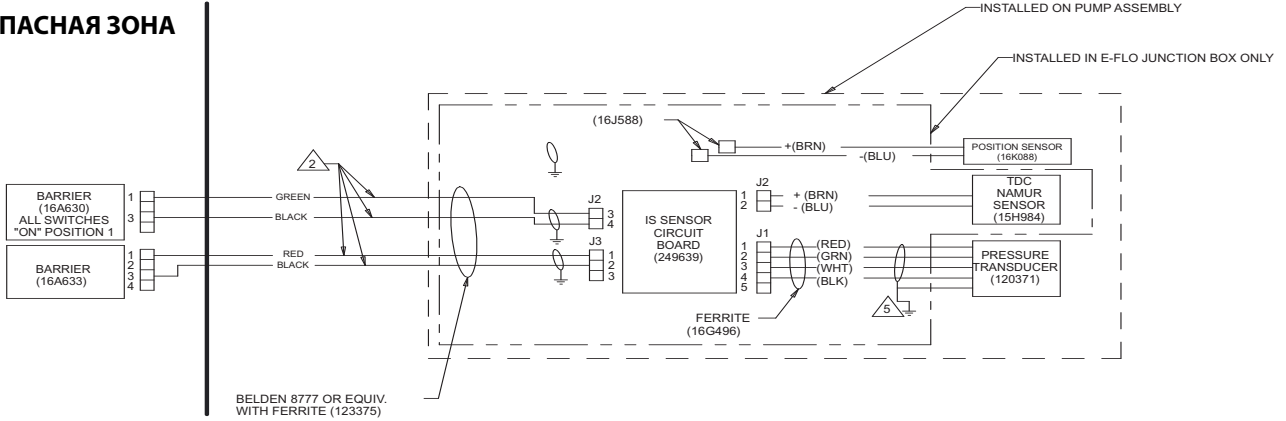 ПАСНАЯ ЗОНА
INSTALLED ON PUMP ASSEMBLY
INSTALLED IN E-FLO JUNCTION BOX ONLY
(16J588)
+(BRN)
-(BLU)
POSITION SENSOR
(16K088)
2
BARRIER
(16A630)
ALL SWITCHES
"ON" POSITION 1
1
3
GREEN
BLACK
J2
3
4
IS SENSOR
CIRCUIT
BOARD
(249639)
J2
1
2
+ (BRN)
- (BLU)
TDC
NAMUR
SENSOR
(15H984)
BARRIER
(16A633)
1
2
3
4
RED
BLACK
J3
1
2
3
J1
1
2
3
4
5
(RED)
(GRN)
(WHT)
(BLK)
PRESSURE
TRANSDUCER
(120371)
5
FERRITE
(16G496)
BELDEN 8777 OR EQUIV.
WITH FERRITE (123375)